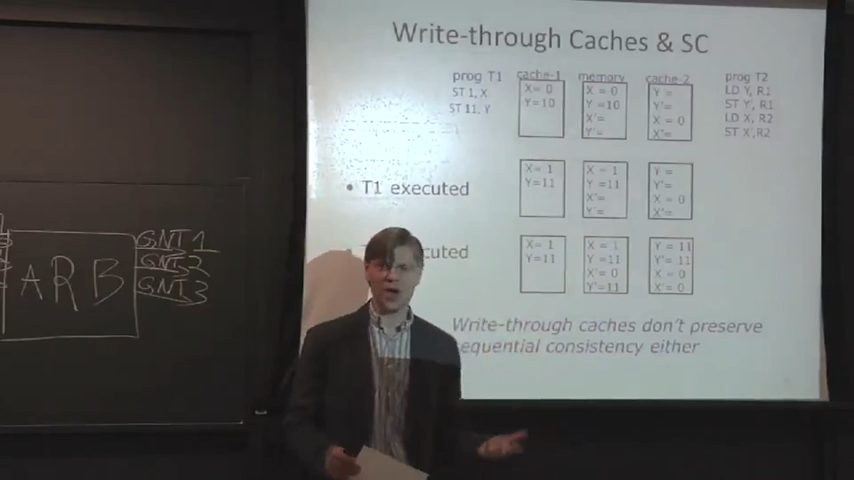 Write-through Caches & SC
prog T1
ST 1, X
ST 11, Y
cache-1
X = 0
Y=10
memory
X = 0
Y =10
X'=
Y'=
cache-2
Y =
Y'=
X = 0
X'=
prog T2
LD Y, R1
ST Y', R1
LD X, R2
ST X',R2
• T1 executed
X= 1
Y=11
X = 1
Y =11
X'=
Y'=
Y =
Y'=
X = 0
X'=
X= 1
Y=11
X = 1
Y =11
X'= 0
Y'=11
Y = 11
Y'= 11
X = 0
X'= 0
Write-through caches don't preserve
sequential consistency either
ARB
GNT 1
GNT 2
GNT 3